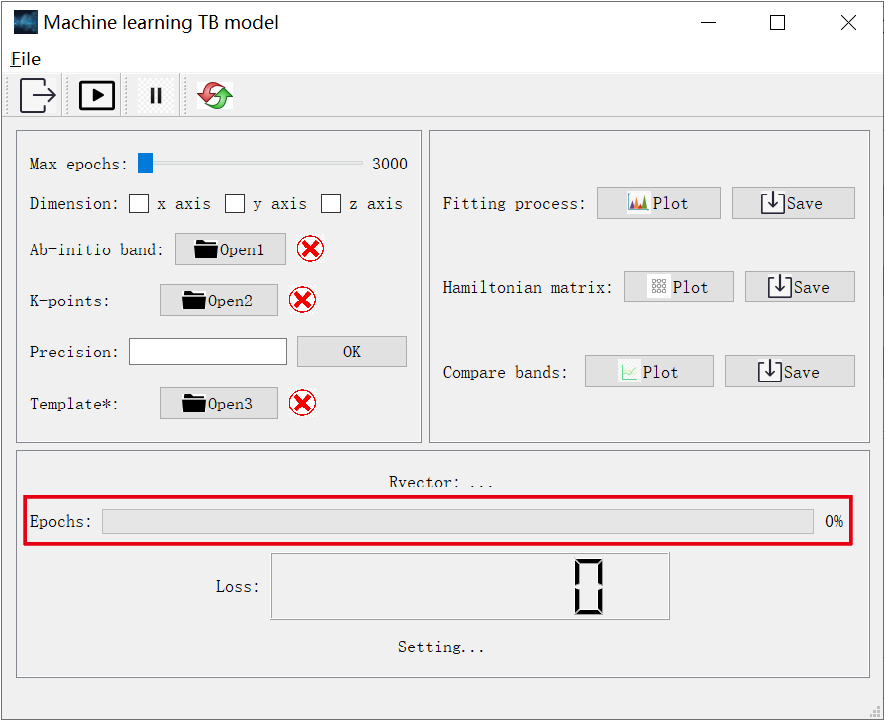 Machine learning TB model
File
Max epochs: 3000
Dimension: x axis y axis z axis
Ab-initio band: Open1
K-points: Open2
Precision: OK
Template*: Open3
Fitting process: Plot Save
Hamiltonian matrix: Plot Save
Compare bands: Plot Save
Rvector: ...
Epochs: 0%
Loss: 0
Setting...